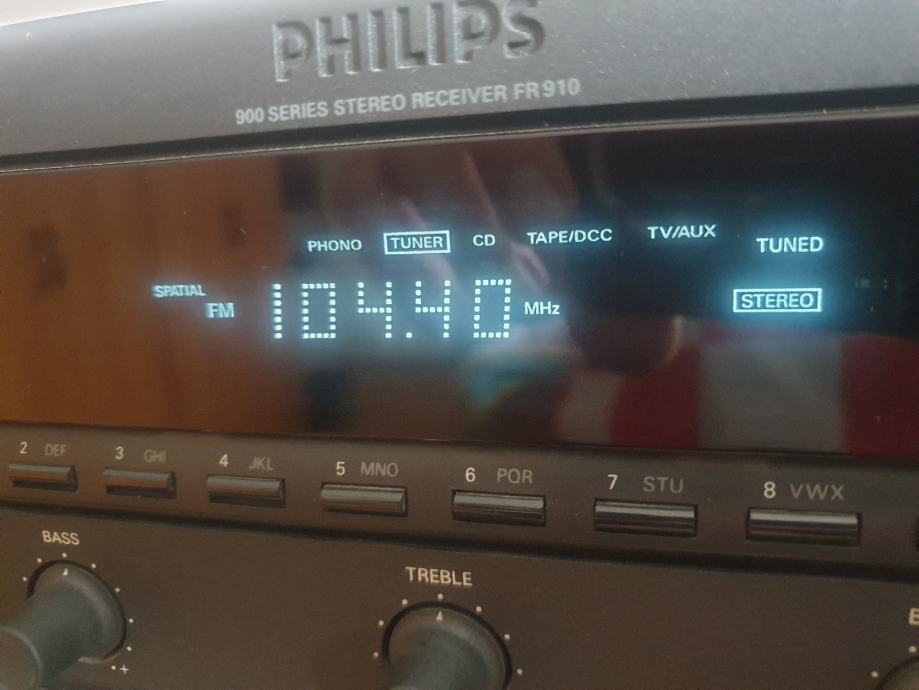 PHILIPS
900 SERIES STEREO RECEIVER FR910
PHONO TUNER CD TAPE/DCC TV/AUX TUNED
SPATIAL
FM 104.40 MHz STEREO
2 DEF 3 GHI 4 JKL 5 MNO 6 PQR 7 STU 8 VWX
BASS
TREBLE
+